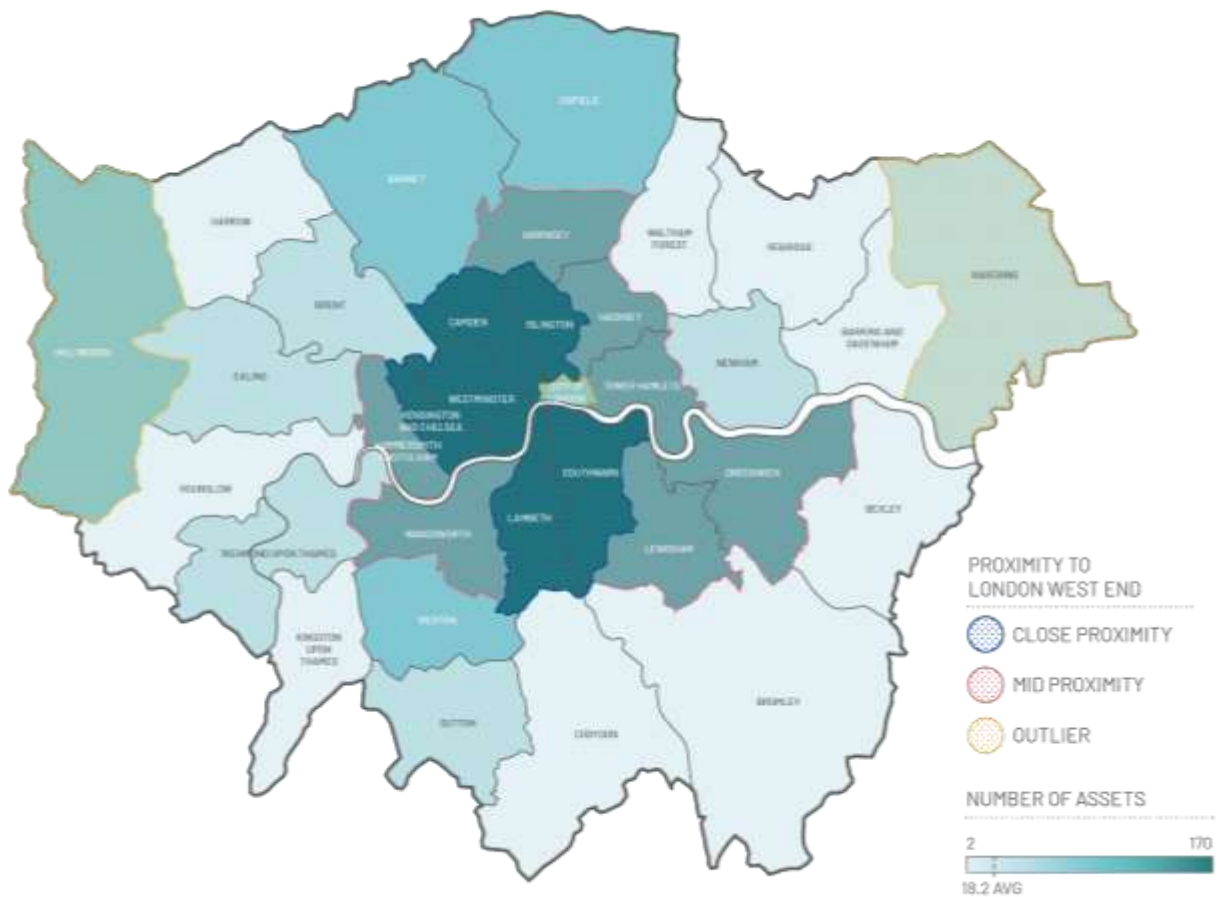 ENFIELD
BARNET
HARROW
HARINGEY
WALTHAM
FOREST
REDBRIDGE
HAVERING
BRENT
CAMDEN
ISLINGTON
HACKNEY
BARKING AND
DAGENHAM
HILLINGDON
EALING
NEWHAM
TOWER HAMLETS
WESTMINSTER
KENSINGTON
AND CHELSEA
HOUNSLOW
SOUTHWARK
GREENWICH
BEXLEY
LAMBETH
WANDSWORTH
LEWISHAM
RICHMOND UPON THAMES
MERTON
KINGSTON
UPON
THAMES
SUTTON
CROYDON
BROMLEY
PROXIMITY TO
LONDON WEST END
CLOSE PROXIMITY
MID PROXIMITY
OUTLIER
NUMBER OF ASSETS
2 170
18.2 AVG